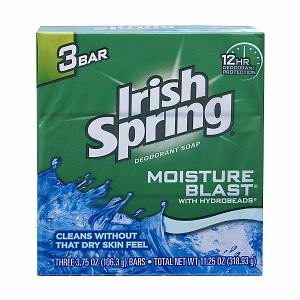 3 BAR
12 HR
DEODORANT
PROTECTION
Irish
Spring®
DEODORANT SOAP
MOISTURE
BLAST®
WITH HYDROBEADS®
CLEANS WITHOUT
THAT DRY SKIN FEEL
THREE 3.75 OZ (106.3 g) BARS • TOTAL NET WT 11.25 OZ (318.93 g)